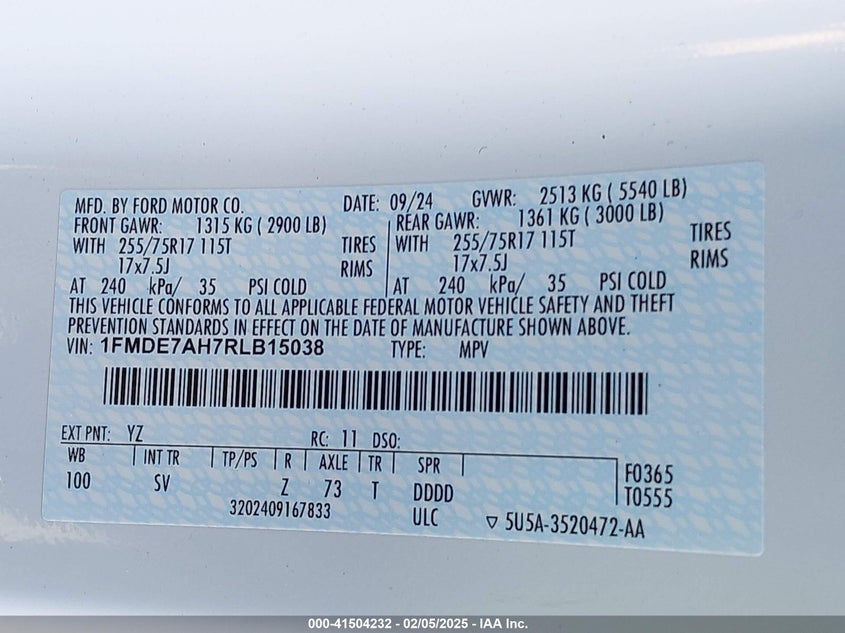 MFD. BY FORD MOTOR CO. DATE: 09/24 GVWR: 2513 KG ( 5540 LB)
FRONT GAWR: 1315 KG ( 2900 LB) REAR GAWR: 1361 KG ( 3000 LB)
WITH 255/75R17 115T TIRES WITH 255/75R17 115T TIRES
17x7.5J RIMS 17x7.5J RIMS
AT 240 kPa/ 35 PSI COLD AT 240 kPa/ 35 PSI COLD
THIS VEHICLE CONFORMS TO ALL APPLICABLE FEDERAL MOTOR VEHICLE SAFETY AND THEFT
PREVENTION STANDARDS IN EFFECT ON THE DATE OF MANUFACTURE SHOWN ABOVE.
VIN: 1FMDE7AH7RLB15038 TYPE: MPV
EXT PNT: YZ RC: 11 DSO:
WB INT TR TP/PS R AXLE TR SPR F0365
100 SV Z 73 T DDDD T0555
3202409167833 ULC 5U5A-3520472-AA
000-41504232 - 02/05/2025 - IAA Inc.